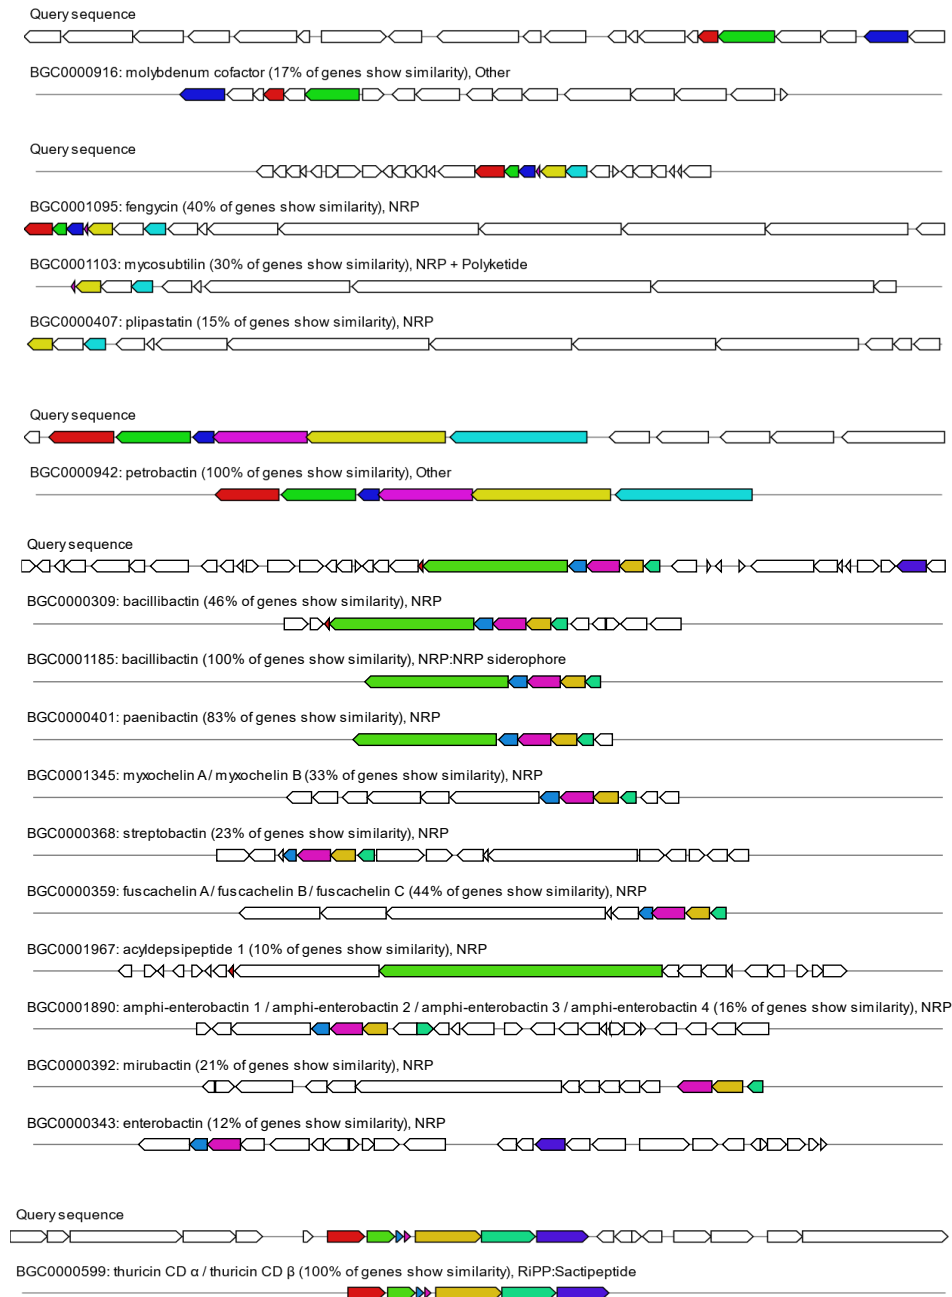 Query sequence
BGC0000916: molybdenum cofactor (17% of genes show similarity), Other
Query sequence
BGC0001095: fengycin (40% of genes show similarity), NRP
BGC0001103: mycosubtilin (30% of genes show similarity), NRP + Polyketide
BGC0000407: plipastatin (15% of genes show similarity), NRP
Query sequence
BGC0000942: petrobactin (100% of genes show similarity), Other
Query sequence
BGC0000309: bacillibactin (46% of genes show similarity), NRP
BGC0001185: bacillibactin (100% of genes show similarity), NRP:NRP siderophore
BGC0000401: paenibactin (83% of genes show similarity), NRP
BGC0001345: myxochelin A / myxochelin B (33% of genes show similarity), NRP
BGC0000368: streptobactin (23% of genes show similarity), NRP
BGC0000359: fuscachelin A / fuscachelin B / fuscachelin C (44% of genes show similarity), NRP
BGC0001967: acyldepsipeptide 1 (10% of genes show similarity), NRP
BGC0001890: amphi-enterobactin 1 / amphi-enterobactin 2 / amphi-enterobactin 3 / amphi-enterobactin 4 (16% of genes show similarity), NRP
BGC0000392: mirubactin (21% of genes show similarity), NRP
BGC0000343: enterobactin (12% of genes show similarity), NRP
Query sequence
BGC0000599: thuricin CD α / thuricin CD β (100% of genes show similarity), RiPP:Sactipeptide